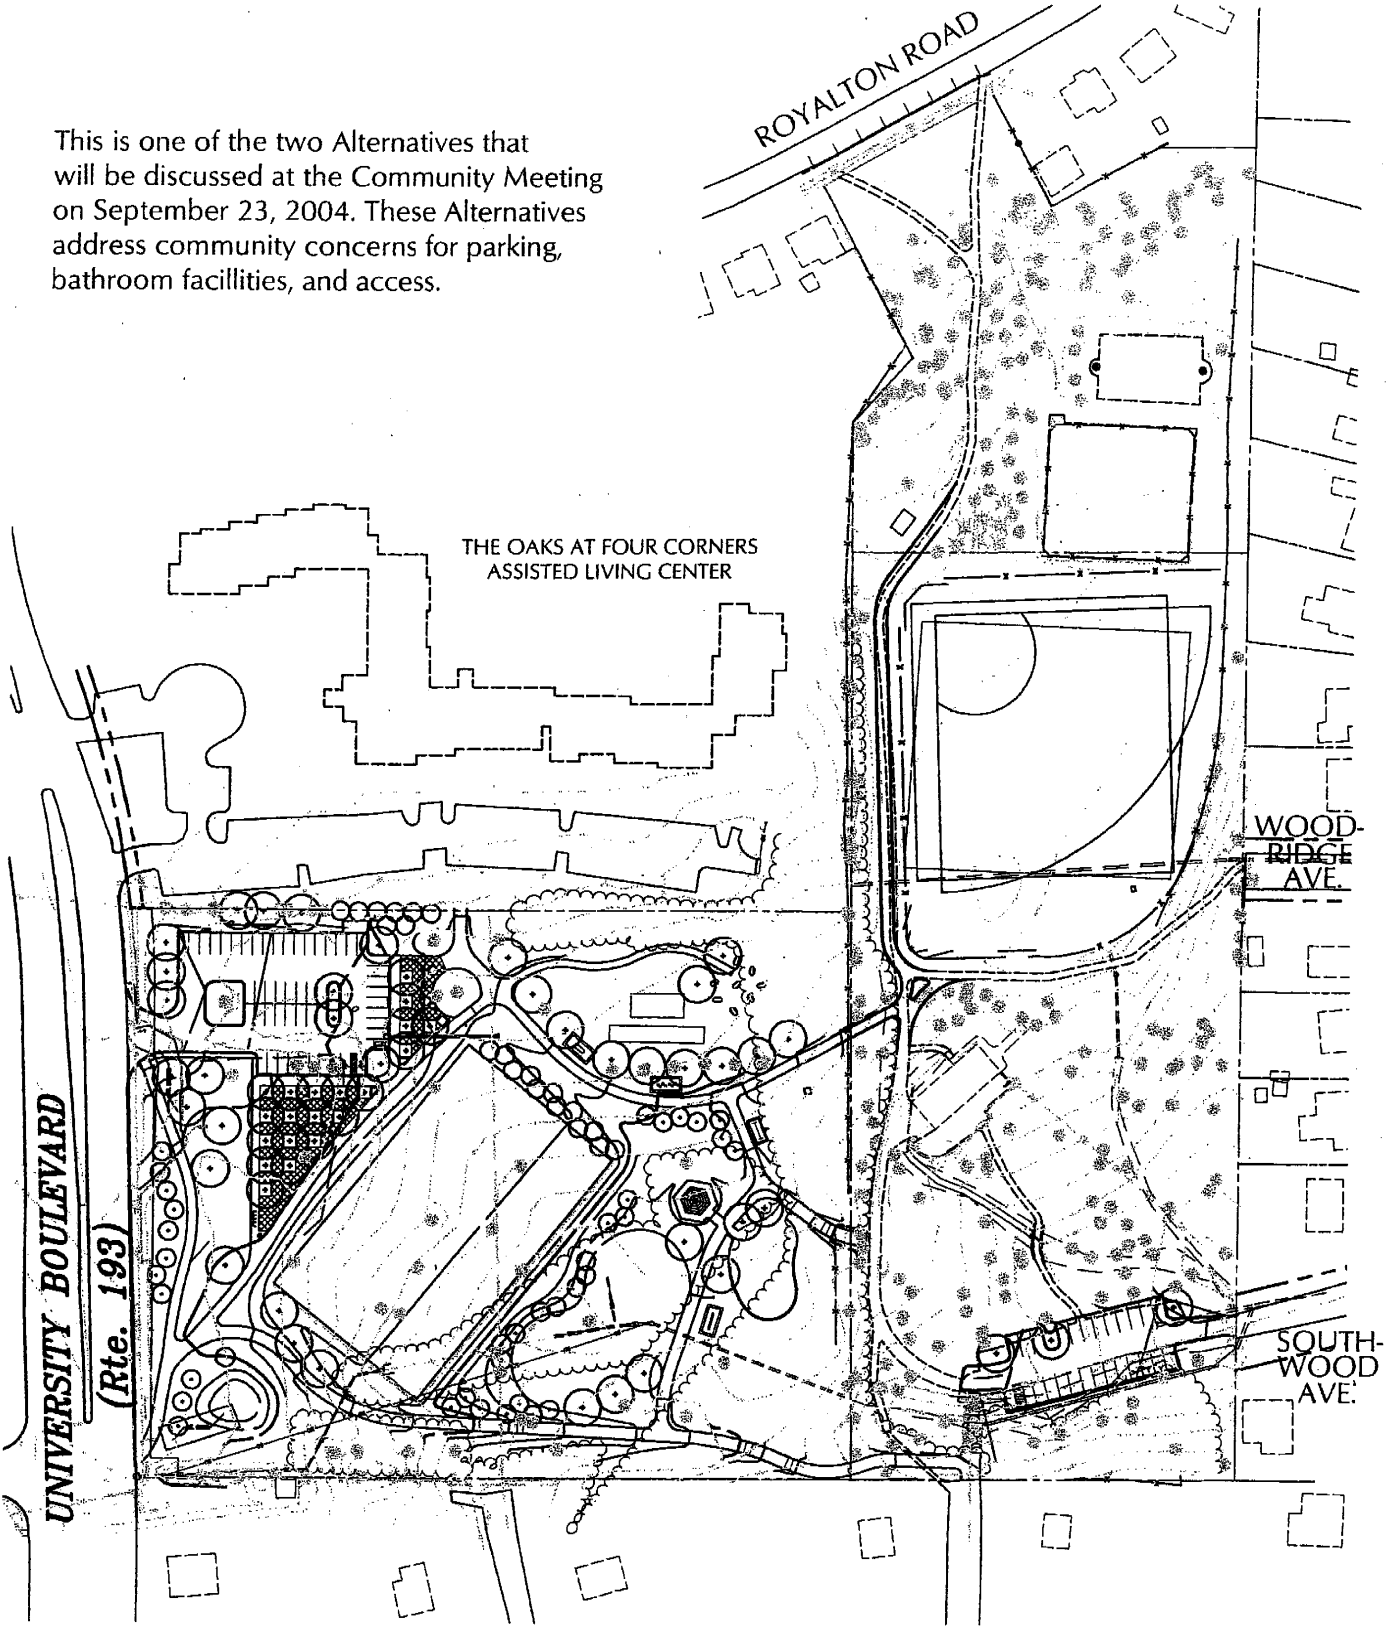 ROYALTON ROAD
This is one of the two Alternatives that
will be discussed at the Community Meeting
on September 23, 2004. These Alternatives
address community concerns for parking,
bathroom facillities, and access.
THE OAKS AT FOUR CORNERS
ASSISTED LIVING CENTER
WOOD-
RIDGE
AVE.
UNIVERSITY BOULEVARD
(Rte. 193)
SOUTH-
WOOD
AVE.